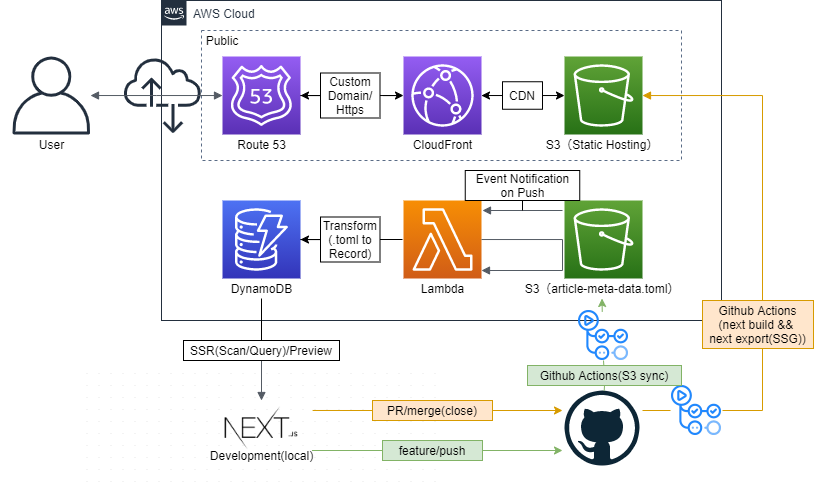 aws
AWS Cloud
Public
53
Custom
Domain/
Https
CDN
User
Route 53
CloudFront
S3（Static Hosting）
Event Notification
on Push
Transform
(.toml to
Record)
DynamoDB
Lambda
S3（article-meta-data.toml）
Github Actions
(next build &&
next export(SSG))
SSR(Scan/Query)/Preview
Github Actions(S3 sync)
PR/merge(close)
NEXT.JS
Development(local)
feature/push